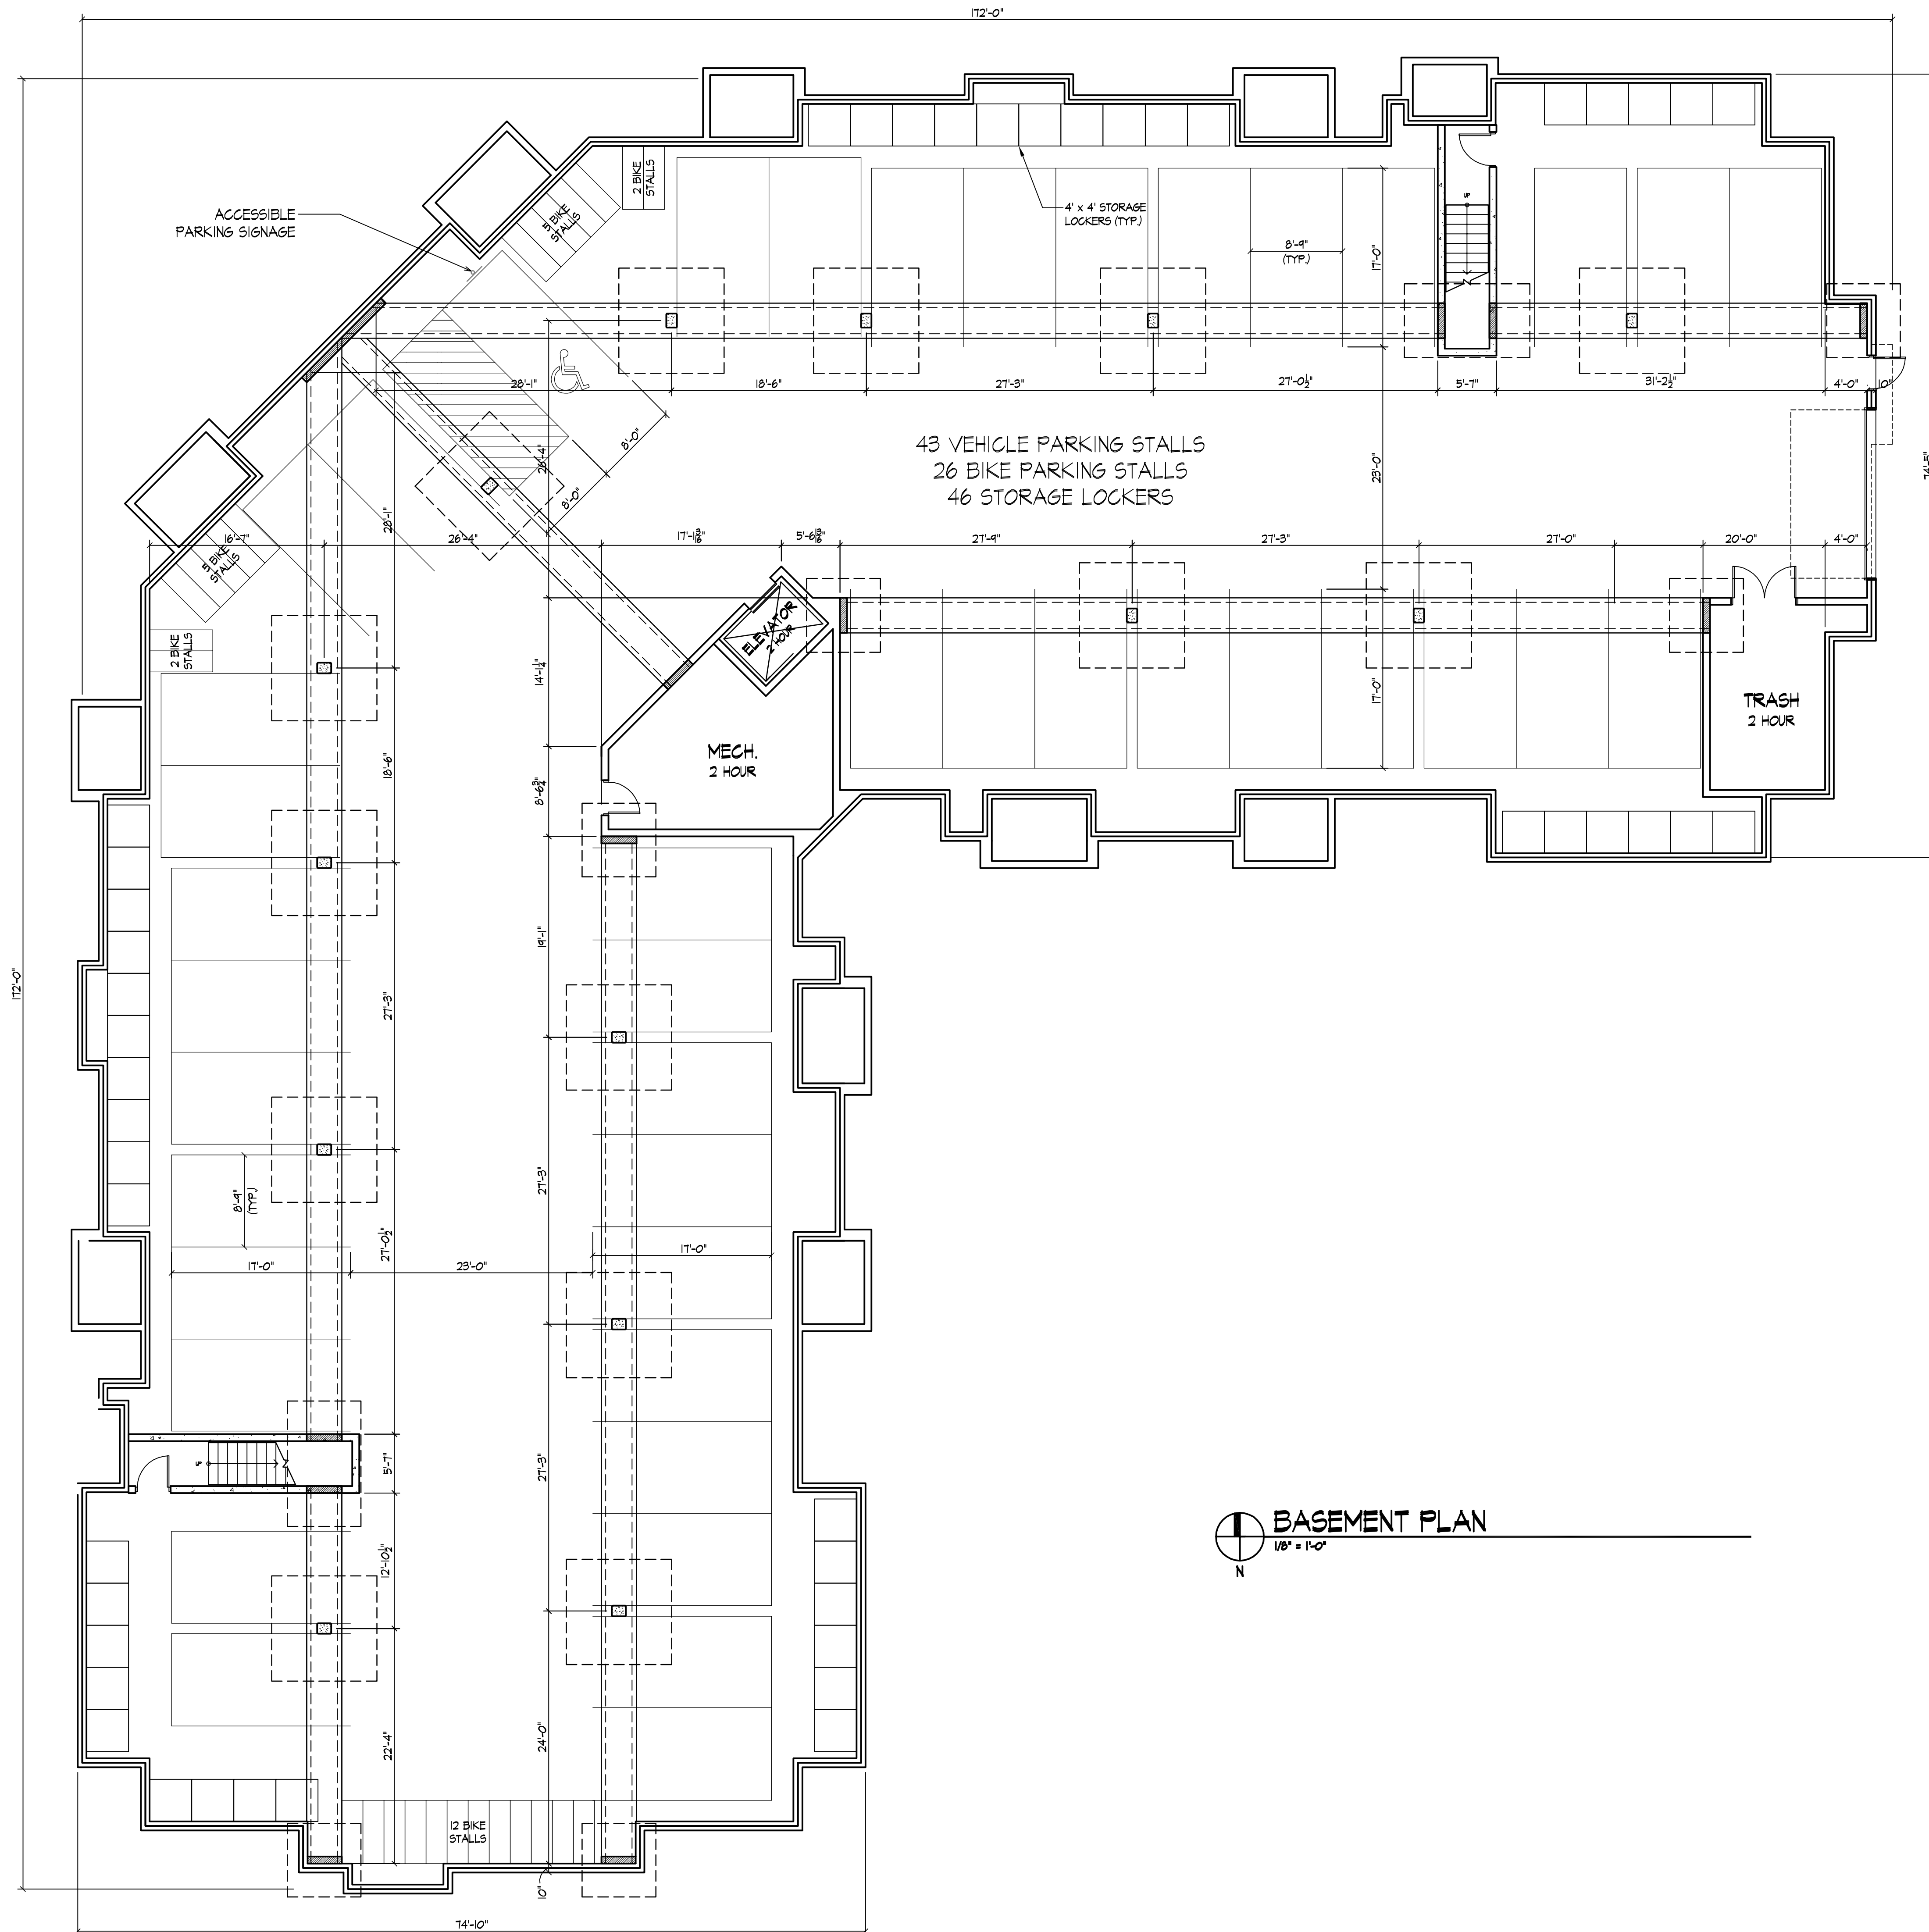 172'-0"
ACCESSIBLE
PARKING SIGNAGE
5 BIKE
STALLS
2 BIKE
STALLS
4' x 4' STORAGE
LOCKERS (TYP.)
8'-9"
(TYP.)
17'-0"
UP
28'-1"
18'-6"
27'-3"
27'-0½"
5'-7"
31'-2½"
4'-0"
10"
74'-5"
8'-0"
8'-0"
26'-4"
28'-1"
43 VEHICLE PARKING STALLS
26 BIKE PARKING STALLS
46 STORAGE LOCKERS
23'-0"
16'-7"
26'-4"
17'-1 3/16"
5'-6 13/16"
27'-9"
27'-3"
27'-0"
20'-0"
4'-0"
5 BIKE
STALLS
2 BIKE
STALLS
ELEVATOR
2 HOUR
14'-1¼"
17'-0"
TRASH
2 HOUR
MECH.
2 HOUR
18'-6"
8'-6¾"
19'-1"
172'-0"
27'-3"
27'-3"
8'-9"
(TYP.)
27'-0½"
17'-0"
17'-0"
23'-0"
UP
5'-7"
27'-3"
12'-10½"
BASEMENT PLAN
1/8" = 1'-0"
N
22'-4"
24'-0"
12 BIKE
STALLS
10"
74'-10"